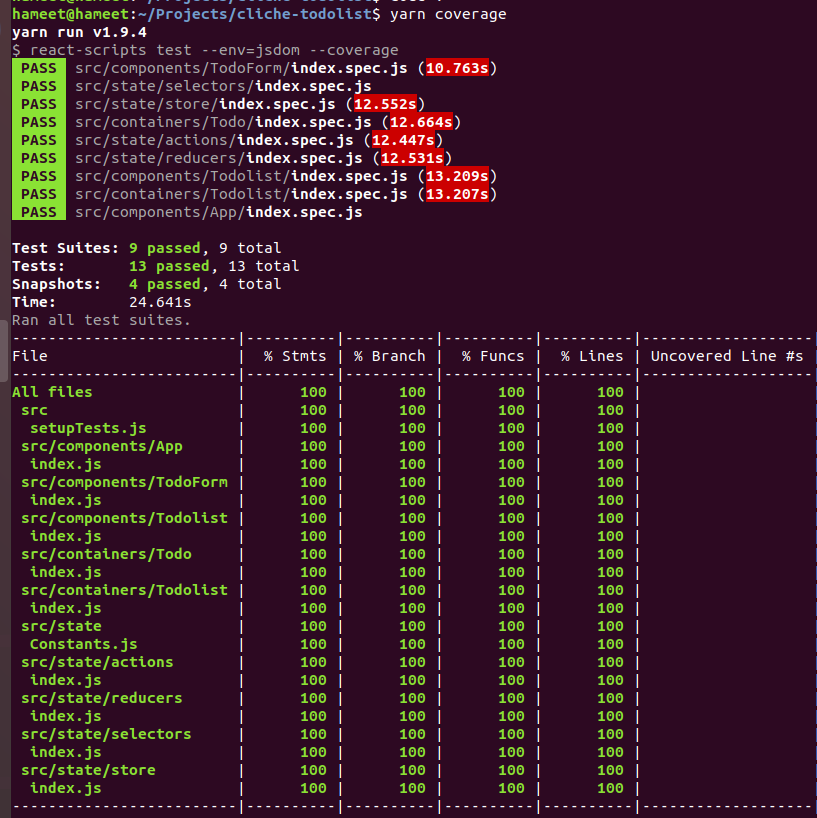 hameet@hameet:~/Projects/cliche-todolist$ yarn coverage
yarn run v1.9.4
$ react-scripts test --env=jsdom --coverage
PASS src/components/TodoForm/index.spec.js (10.763s)
PASS src/state/selectors/index.spec.js
PASS src/state/store/index.spec.js (12.552s)
PASS src/containers/Todo/index.spec.js (12.664s)
PASS src/state/actions/index.spec.js (12.447s)
PASS src/state/reducers/index.spec.js (12.531s)
PASS src/components/Todolist/index.spec.js (13.209s)
PASS src/containers/Todolist/index.spec.js (13.207s)
PASS src/components/App/index.spec.js
Test Suites: 9 passed, 9 total
Tests:       13 passed, 13 total
Snapshots:   4 passed, 4 total
Time:        24.641s
Ran all test suites.
-------------------------|----------|----------|----------|----------|-------------------|
File                     |  % Stmts | % Branch |  % Funcs |  % Lines | Uncovered Line #s |
-------------------------|----------|----------|----------|----------|-------------------|
All files                |      100 |      100 |      100 |      100 |                   |
 src                     |      100 |      100 |      100 |      100 |                   |
  setupTests.js          |      100 |      100 |      100 |      100 |                   |
 src/components/App      |      100 |      100 |      100 |      100 |                   |
  index.js               |      100 |      100 |      100 |      100 |                   |
 src/components/TodoForm |      100 |      100 |      100 |      100 |                   |
  index.js               |      100 |      100 |      100 |      100 |                   |
 src/components/Todolist |      100 |      100 |      100 |      100 |                   |
  index.js               |      100 |      100 |      100 |      100 |                   |
 src/containers/Todo     |      100 |      100 |      100 |      100 |                   |
  index.js               |      100 |      100 |      100 |      100 |                   |
 src/containers/Todolist |      100 |      100 |      100 |      100 |                   |
  index.js               |      100 |      100 |      100 |      100 |                   |
 src/state               |      100 |      100 |      100 |      100 |                   |
  Constants.js           |      100 |      100 |      100 |      100 |                   |
 src/state/actions       |      100 |      100 |      100 |      100 |                   |
  index.js               |      100 |      100 |      100 |      100 |                   |
 src/state/reducers      |      100 |      100 |      100 |      100 |                   |
  index.js               |      100 |      100 |      100 |      100 |                   |
 src/state/selectors     |      100 |      100 |      100 |      100 |                   |
  index.js               |      100 |      100 |      100 |      100 |                   |
 src/state/store         |      100 |      100 |      100 |      100 |                   |
  index.js               |      100 |      100 |      100 |      100 |                   |
-------------------------|----------|----------|----------|----------|-------------------|